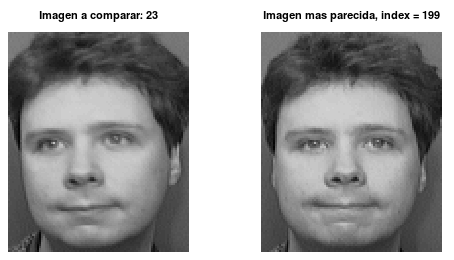 Imagen a comparar: 23
Imagen mas parecida, index = 199